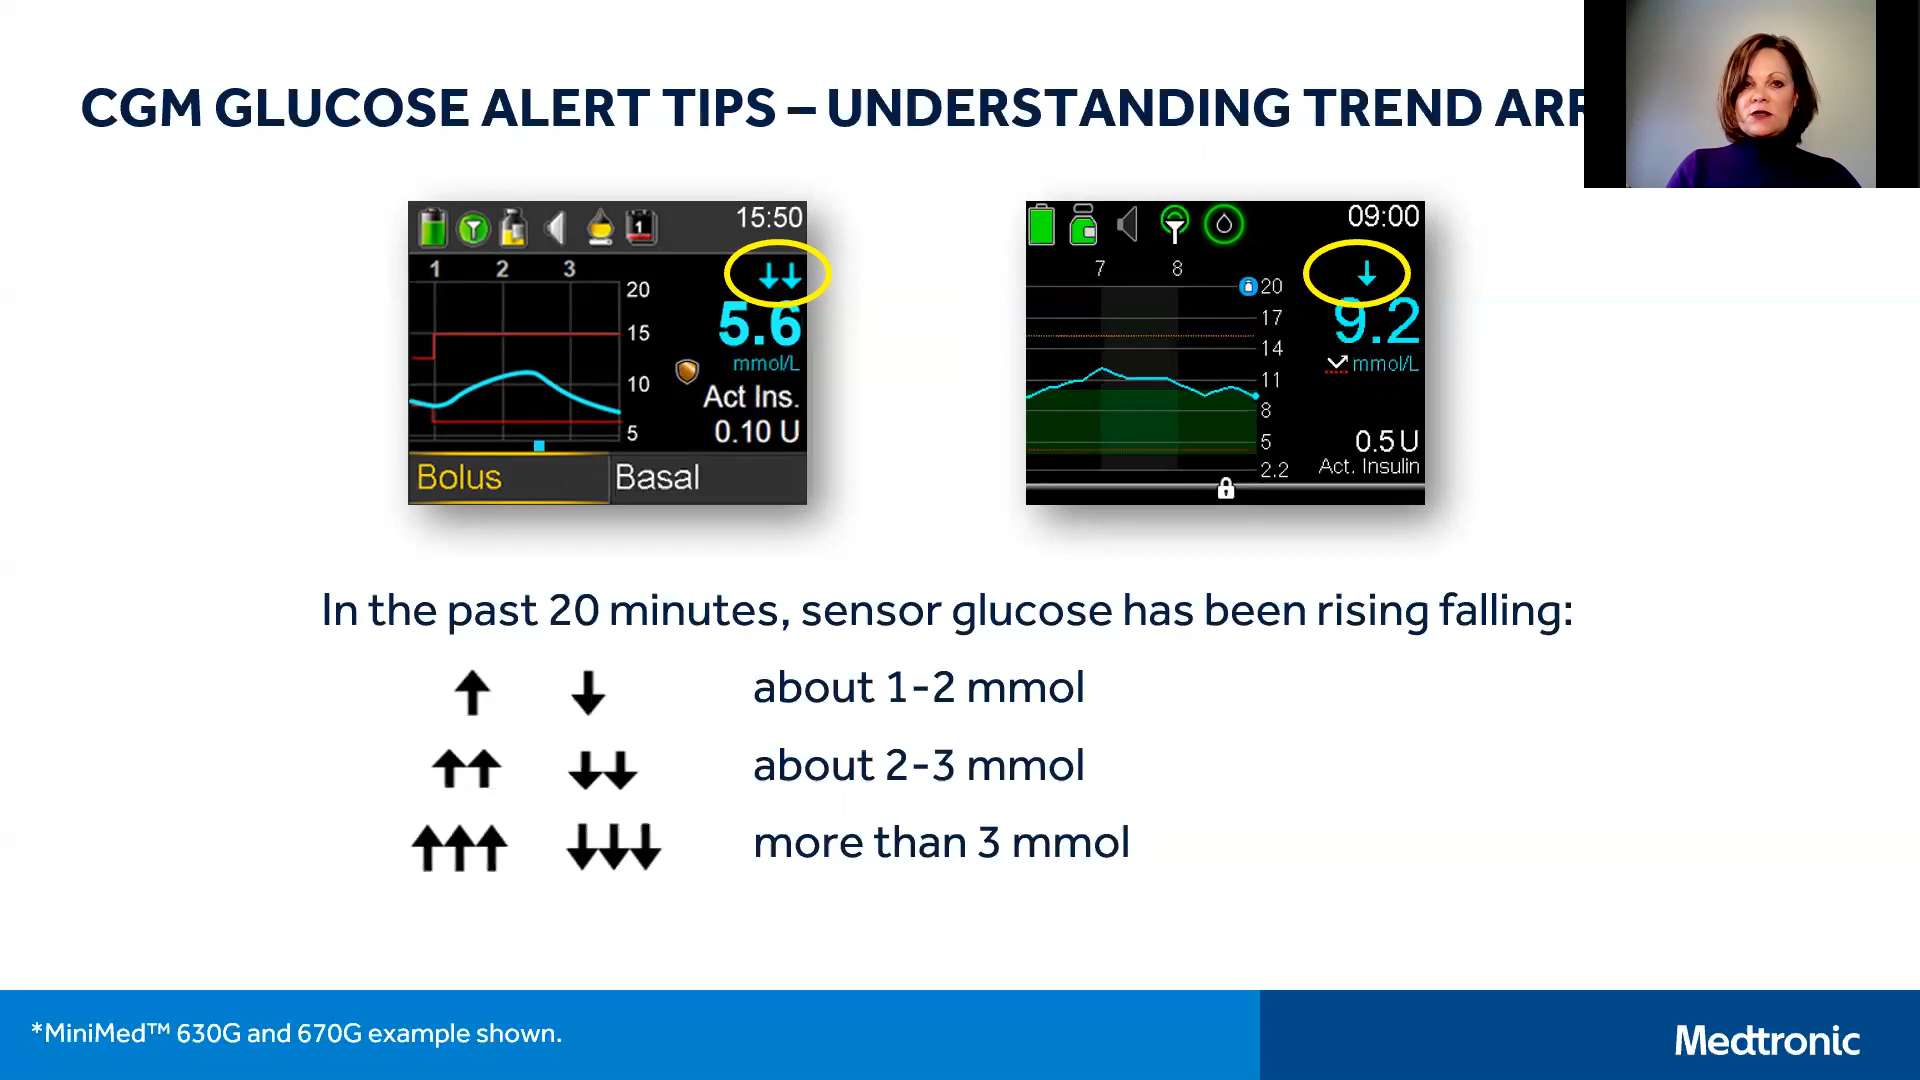 CGM GLUCOSE ALERT TIPS – UNDERSTANDING TREND ARR
15:50
1 2 3
20
15
10
5
5.6
mmol/L
Act Ins.
0.10 U
1
Bolus
Basal
09:00
7 8
20
17
14
11
8
5
2.2
9.2
mmol/L
0.5 U
Act. Insulin
In the past 20 minutes, sensor glucose has been rising falling:
about 1-2 mmol
about 2-3 mmol
more than 3 mmol
*MiniMed™ 630G and 670G example shown.
Medtronic